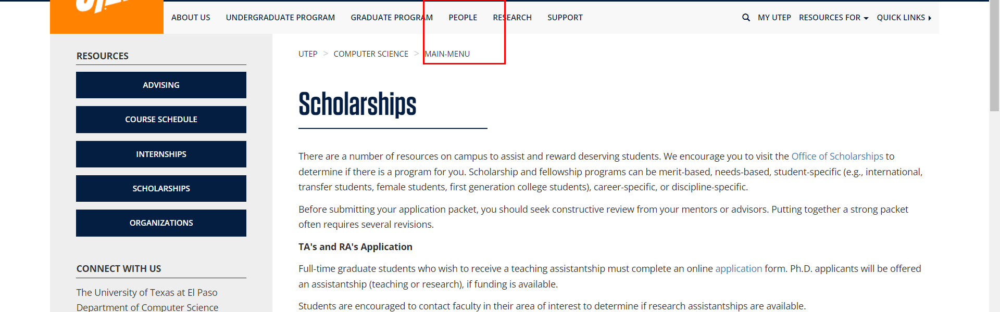 ABOUT US UNDERGRADUATE PROGRAM GRADUATE PROGRAM PEOPLE RESEARCH SUPPORT MY UTEP RESOURCES FOR QUICK LINKS
RESOURCES
ADVISING
COURSE SCHEDULE
INTERNSHIPS
SCHOLARSHIPS
ORGANIZATIONS
CONNECT WITH US
The University of Texas at El Paso
Department of Computer Science
UTEP > COMPUTER SCIENCE > MAIN-MENU
Scholarships
There are a number of resources on campus to assist and reward deserving students. We encourage you to visit the Office of Scholarships to
determine if there is a program for you. Scholarship and fellowship programs can be merit-based, needs-based, student-specific (e.g., international,
transfer students, female students, first generation college students), career-specific, or discipline-specific.
Before submitting your application packet, you should seek constructive review from your mentors or advisors. Putting together a strong packet
often requires several revisions.
TA's and RA's Application
Full-time graduate students who wish to receive a teaching assistantship must complete an online application form. Ph.D. applicants will be offered
an assistantship (teaching or research), if funding is available.
Students are encouraged to contact faculty in their area of interest to determine if research assistantships are available.